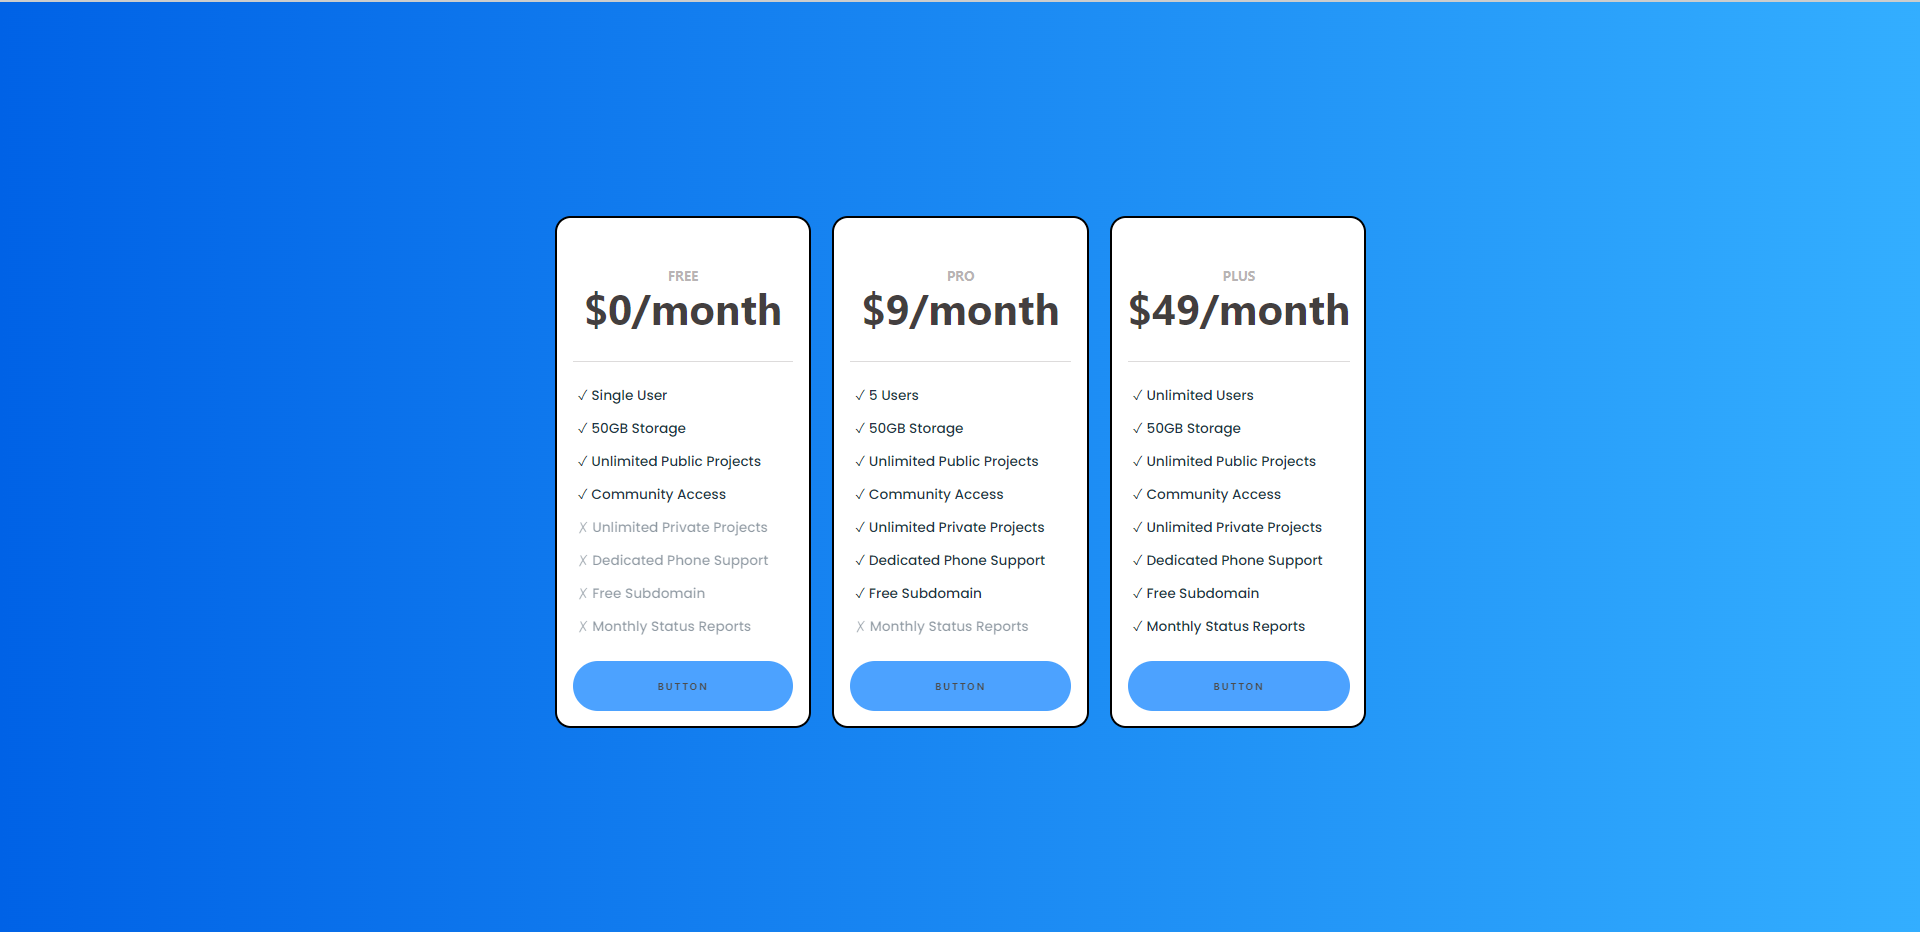 FREE
$0/month
✓ Single User
✓ 50GB Storage
✓ Unlimited Public Projects
✓ Community Access
✗ Unlimited Private Projects
✗ Dedicated Phone Support
✗ Free Subdomain
✗ Monthly Status Reports
BUTTON
PRO
$9/month
✓ 5 Users
✓ 50GB Storage
✓ Unlimited Public Projects
✓ Community Access
✓ Unlimited Private Projects
✓ Dedicated Phone Support
✓ Free Subdomain
✗ Monthly Status Reports
BUTTON
PLUS
$49/month
✓ Unlimited Users
✓ 50GB Storage
✓ Unlimited Public Projects
✓ Community Access
✓ Unlimited Private Projects
✓ Dedicated Phone Support
✓ Free Subdomain
✓ Monthly Status Reports
BUTTON